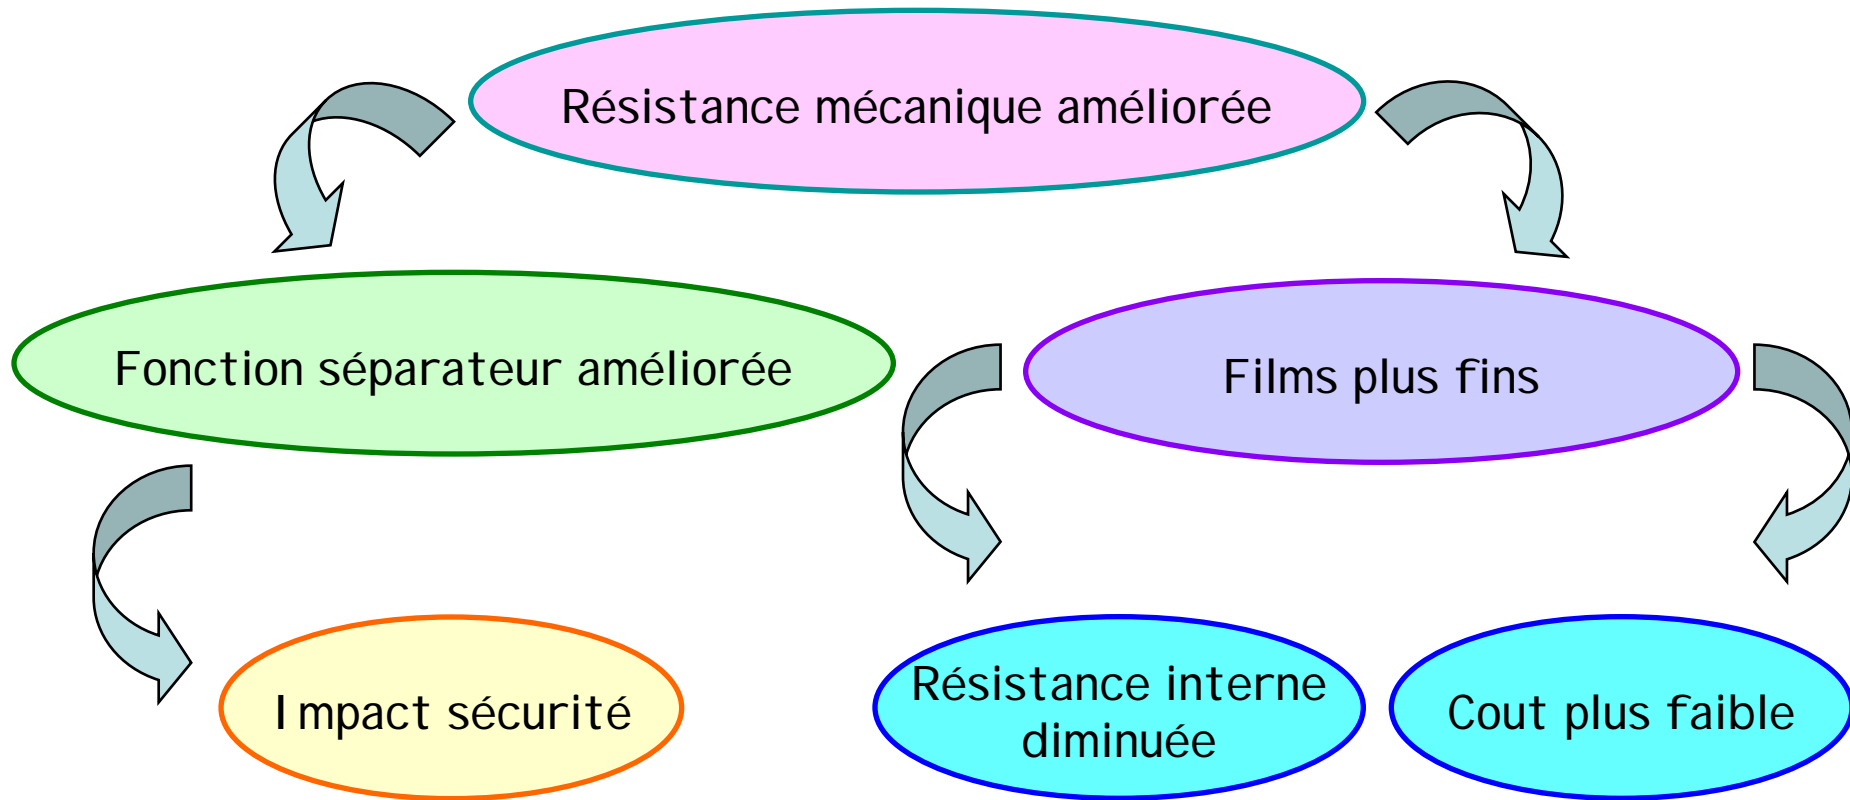 Résistance mécanique améliorée
Fonction séparateur améliorée
Films plus fins
Impact sécurité
Résistance interne
diminuée
Cout plus faible